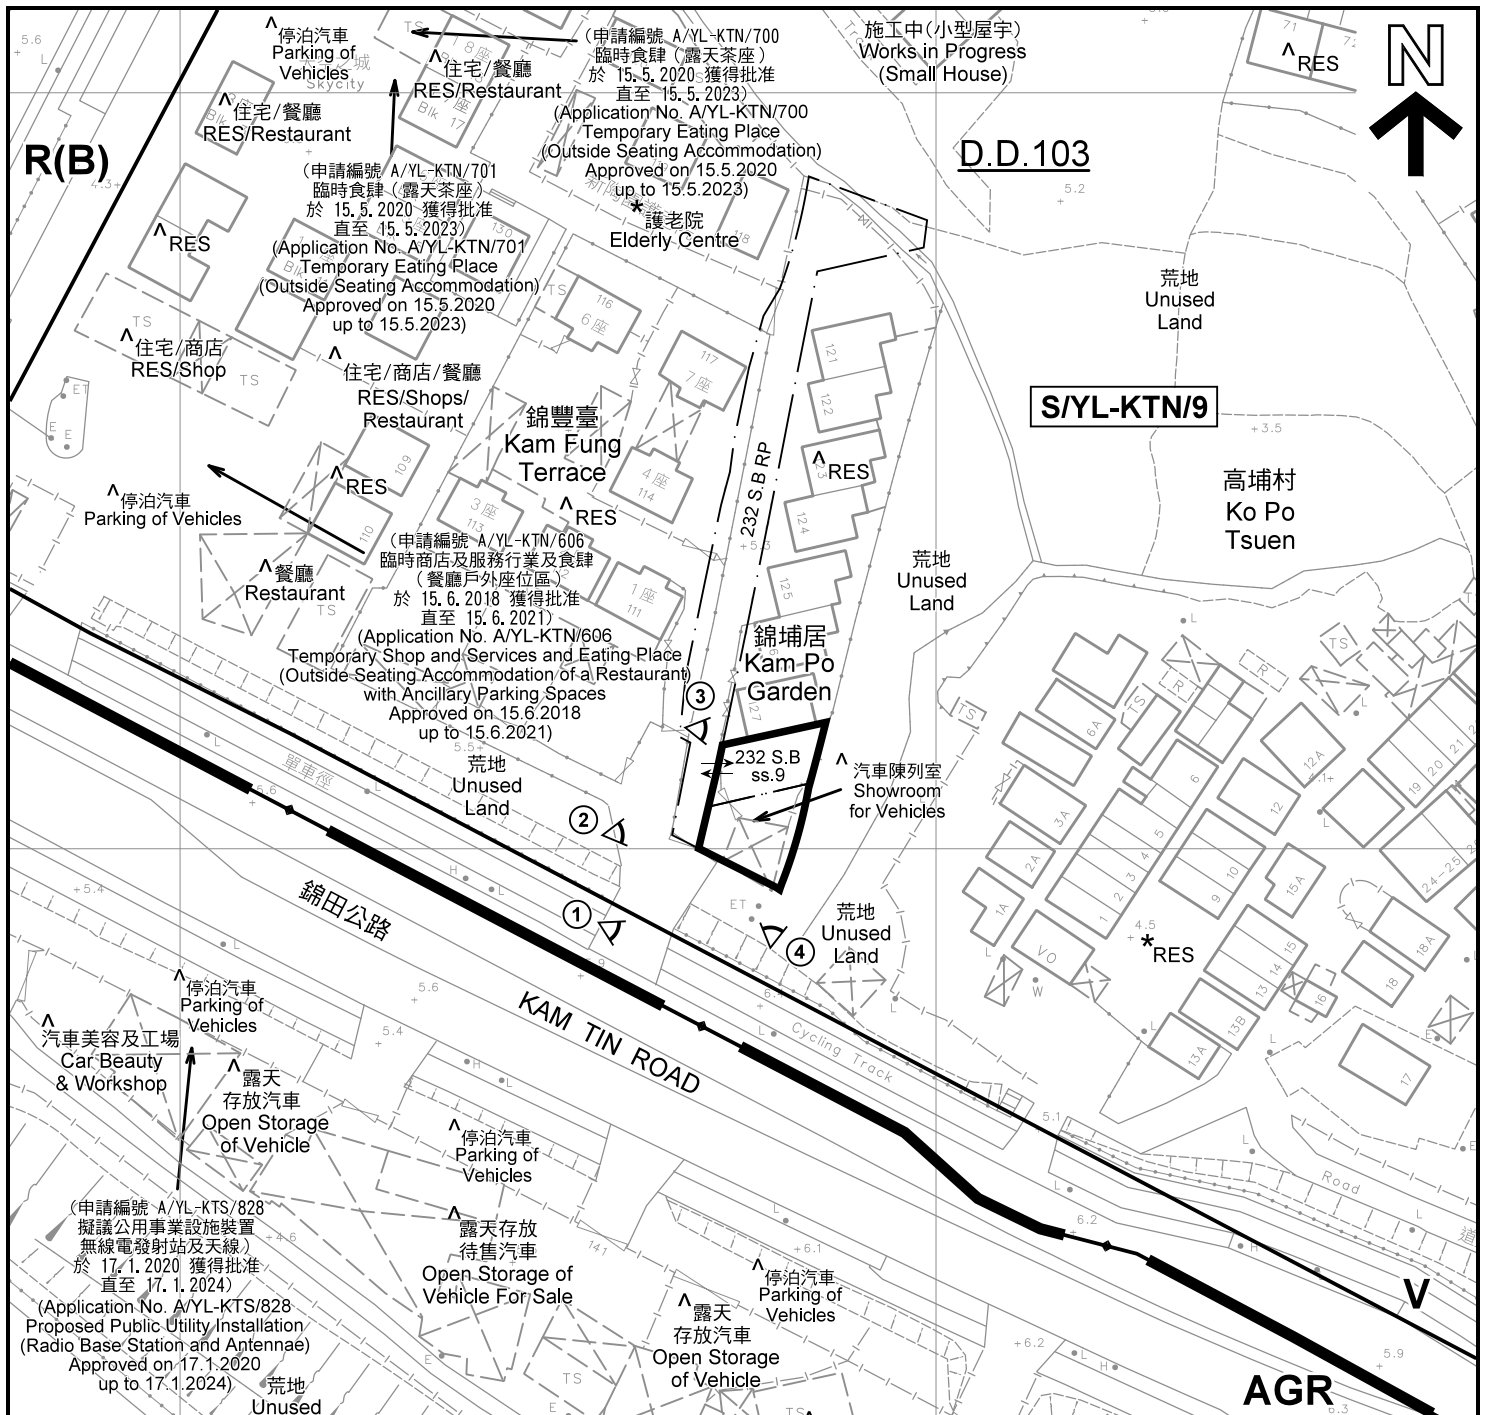 停泊汽車
Parking of
Vehicles
Skycity
住宅/餐廳
RES/Restaurant
住宅/餐廳
RES/Restaurant
(申請編號 A/YL-KTN/700
臨時食肆 (露天茶座)
於 15.5.2020 獲得批准
直至 15.5.2023)
(Application No. A/YL-KTN/700
Temporary Eating Place
(Outside Seating Accommodation)
Approved on 15.5.2020
up to 15.5.2023)
施工中(小型屋宇)
Works in Progress
(Small House)
RES
N
D.D.103
R(B)
(申請編號 A/YL-KTN/701
臨時食肆 (露天茶座)
於 15.5.2020 獲得批准
直至 15.5.2023)
(Application No. A/YL-KTN/701
Temporary Eating Place
(Outside Seating Accommodation)
Approved on 15.5.2020
up to 15.5.2023)
護老院
Elderly Centre
RES
荒地
Unused
Land
住宅/商店
RES/Shop
住宅/商店/餐廳
RES/Shops/
Restaurant
錦豐臺
Kam Fung
Terrace
S/YL-KTN/9
232 S.B RP
RES
RES
RES
停泊汽車
Parking of Vehicles
高埔村
Ko Po
Tsuen
(申請編號 A/YL-KTN/606
臨時商店及服務行業及食肆
(餐廳戶外座位區)
於 15.6.2018 獲得批准
直至 15.6.2021)
(Application No. A/YL-KTN/606
Temporary Shop and Services and Eating Place
(Outside Seating Accommodation of a Restaurant)
with Ancillary Parking Spaces
Approved on 15.6.2018
up to 15.6.2021)
餐廳
Restaurant
荒地
Unused
Land
錦埔居
Kam Po
Garden
3
232 S.B
ss.9
汽車陳列室
Showroom
for Vehicles
荒地
Unused
Land
單車徑
2
1
4
荒地
Unused
Land
RES
錦田公路
KAM TIN ROAD
Cycling Track
停泊汽車
Parking of
Vehicles
汽車美容及工場
Car Beauty
& Workshop
露天
存放汽車
Open Storage
of Vehicle
停泊汽車
Parking of
Vehicles
Road
(申請編號 A/YL-KTS/828
擬議公用事業設施裝置
無線電發射站及天線)
於 17.1.2020 獲得批准
直至 17.1.2024)
(Application No. A/YL-KTS/828
Proposed Public Utility Installation
(Radio Base Station and Antennae)
Approved on 17.1.2020
up to 17.1.2024)
荒地
Unused
露天存放
待售汽車
Open Storage of
Vehicle For Sale
停泊汽車
Parking of
Vehicles
露天
存放汽車
Open Storage
of Vehicle
V
AGR